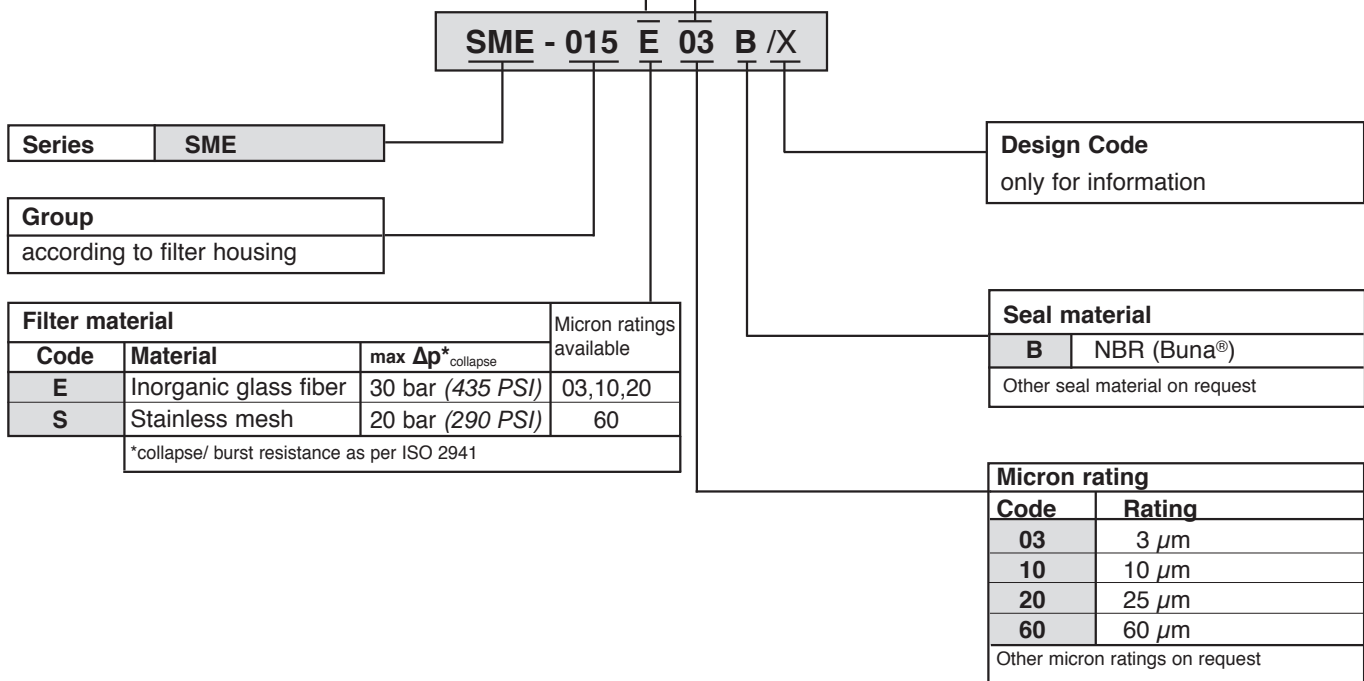 SME - 015 E 03 B /X
Series SME
Group
according to filter housing
Filter material
Code Material max Δp*collapse Micron ratings available
E Inorganic glass fiber 30 bar (435 PSI) 03,10,20
S Stainless mesh 20 bar (290 PSI) 60
*collapse/ burst resistance as per ISO 2941
Design Code
only for information
Seal material
B NBR (Buna®)
Other seal material on request
Micron rating
Code Rating
03 3 µm
10 10 µm
20 25 µm
60 60 µm
Other micron ratings on request